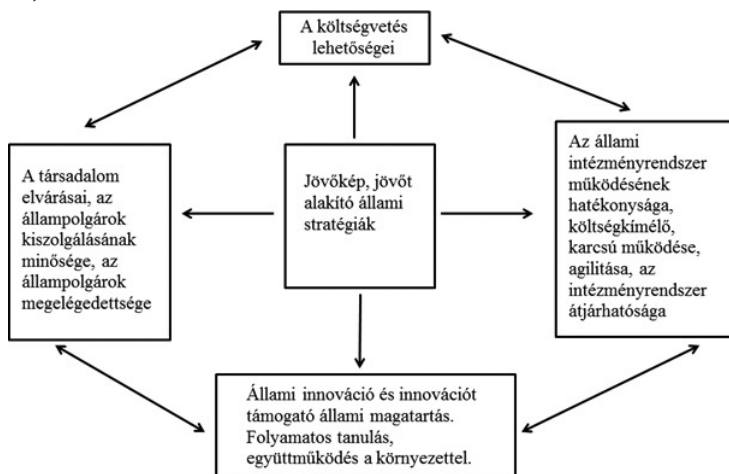 A költségvetés
lehetőségei
A társadalom
elvárásai, az
állampolgárok
kiszolgálásának
minősége, az
állampolgárok
megelégedettsége
Jövőkép, jövőt
alakító állami
stratégiák
Az állami
intézményrendszer
működésének
hatékonysága,
költségkímélő,
karcsú működése,
agilitása, az
intézményrendszer
átjárhatósága
Állami innováció és innovációt
támogató állami magatartás.
Folyamatos tanulás,
együttműködés a környezettel.